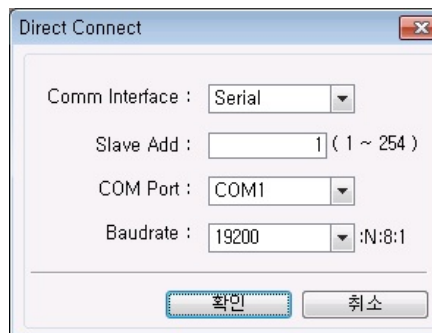 Direct Connect
Comm Interface : Serial
Slave Add : 1 ( 1 ~ 254 )
COM Port : COM1
Baudrate : 19200 :N:8:1
확인 취소